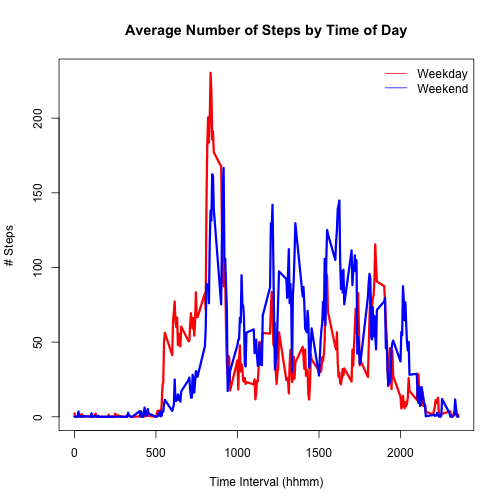 Average Number of Steps by Time of Day
Weekday
Weekend
# Steps
200
150
100
50
0
0 500 1000 1500 2000
Time Interval (hhmm)